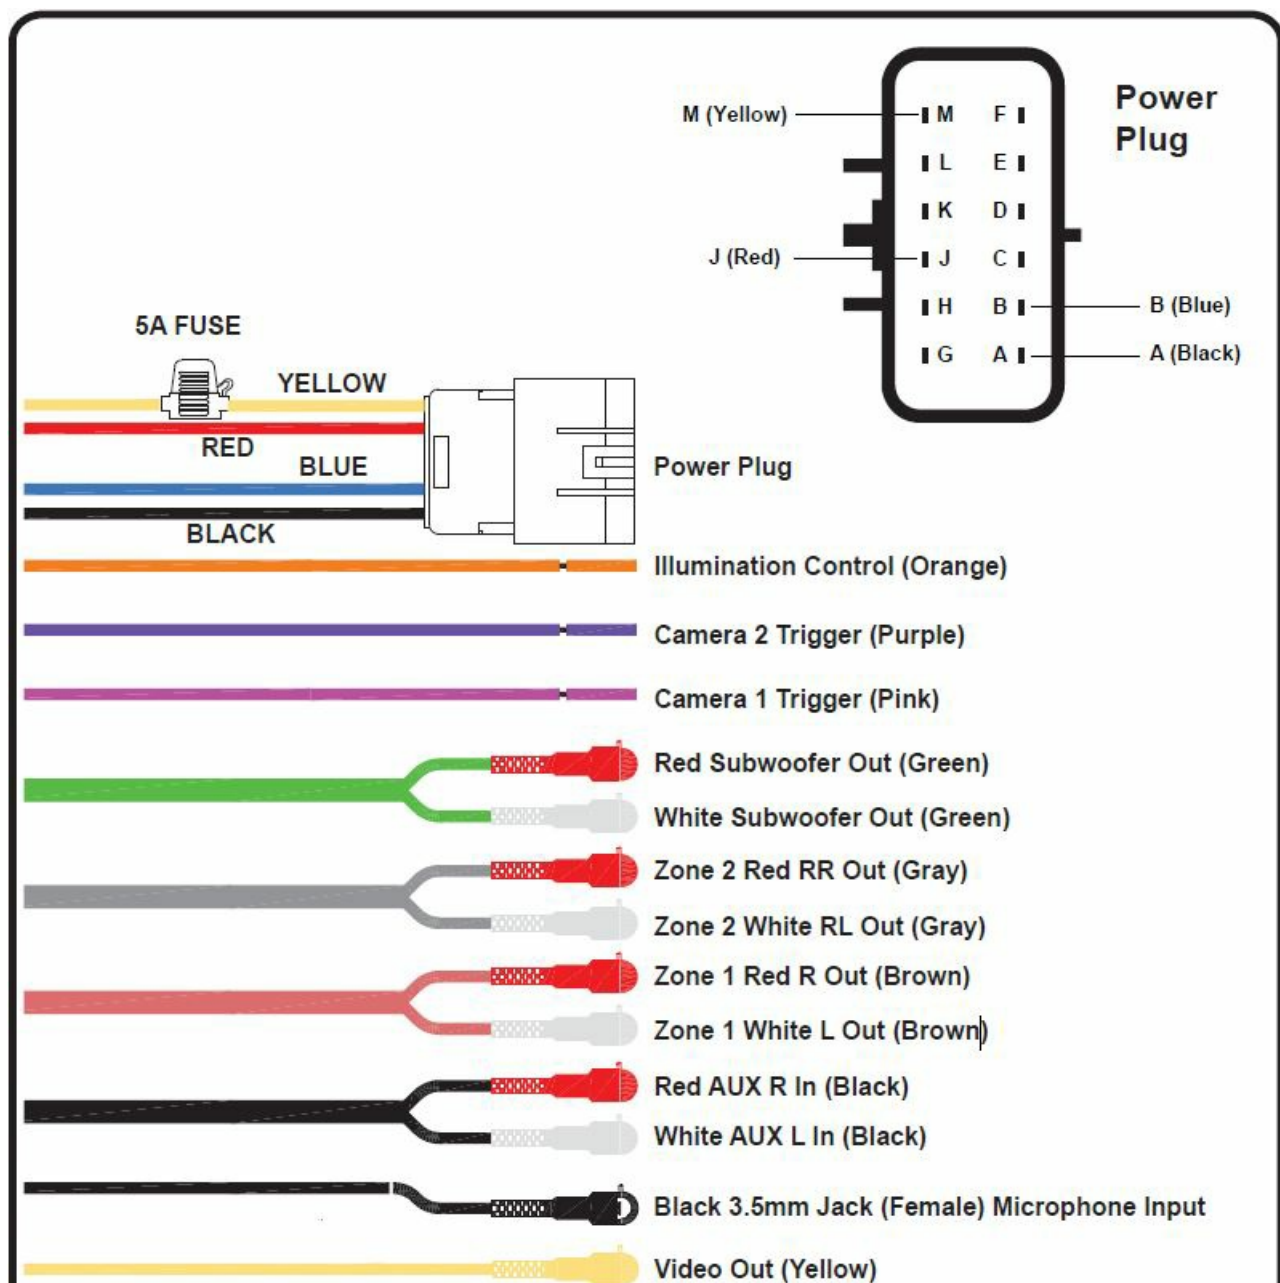 Power
Plug
M (Yellow)
M F
L E
K D
J (Red)
J C
H B
B (Blue)
G A
A (Black)
5A FUSE
YELLOW
RED
BLUE
Power Plug
BLACK
Illumination Control (Orange)
Camera 2 Trigger (Purple)
Camera 1 Trigger (Pink)
Red Subwoofer Out (Green)
White Subwoofer Out (Green)
Zone 2 Red RR Out (Gray)
Zone 2 White RL Out (Gray)
Zone 1 Red R Out (Brown)
Zone 1 White L Out (Brown)
Red AUX R In (Black)
White AUX L In (Black)
Black 3.5mm Jack (Female) Microphone Input
Video Out (Yellow)